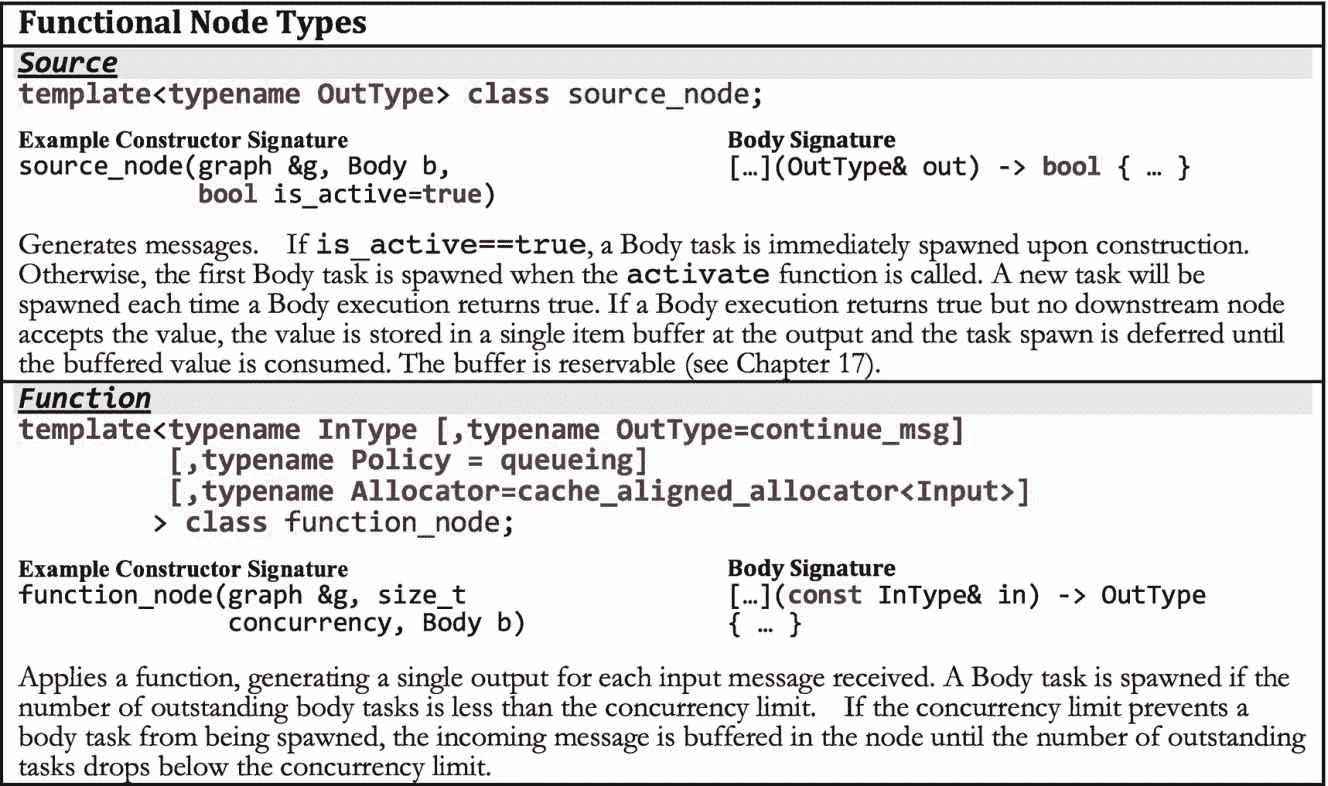 Functional Node Types
Source
template<typename OutType> class source_node;
Example Constructor Signature
source_node(graph &g, Body b,
bool is_active=true)
Body Signature
[…](OutType& out) -> bool { … }
Generates messages. If is_active==true, a Body task is immediately spawned upon construction.
Otherwise, the first Body task is spawned when the activate function is called. A new task will be
spawned each time a Body execution returns true. If a Body execution returns true but no downstream node
accepts the value, the value is stored in a single item buffer at the output and the task spawn is deferred until
the buffered value is consumed. The buffer is reservable (see Chapter 17).
Function
template<typename InType [,typename OutType=continue_msg]
[,typename Policy = queueing]
[,typename Allocator=cache_aligned_allocator<Input>]
> class function_node;
Example Constructor Signature
function_node(graph &g, size_t
concurrency, Body b)
Body Signature
[…](const InType& in) -> OutType
{ … }
Applies a function, generating a single output for each input message received. A Body task is spawned if the
number of outstanding body tasks is less than the concurrency limit. If the concurrency limit prevents a
body task from being spawned, the incoming message is buffered in the node until the number of outstanding
tasks drops below the concurrency limit.